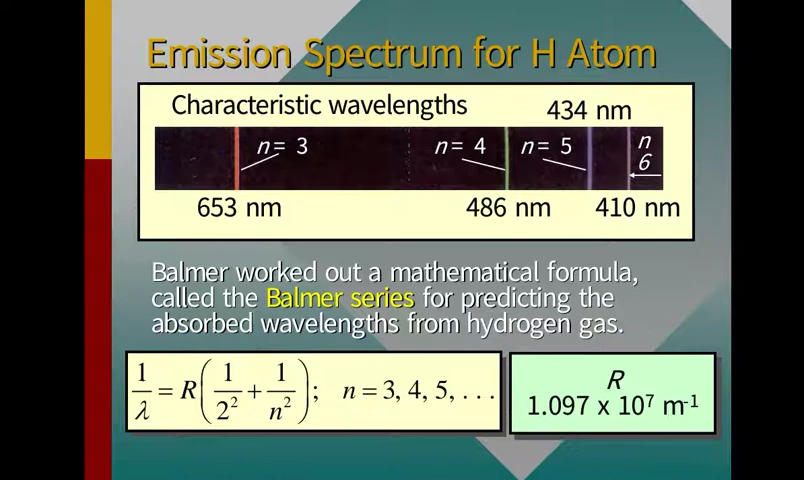 Emission Spectrum for H Atom
Characteristic wavelengths
434 nm
n = 3
n = 4
n = 5
n
6
653 nm
486 nm
410 nm
Balmer worked out a mathematical formula,
called the Balmer series for predicting the
absorbed wavelengths from hydrogen gas.
1/λ = R(1/2² + 1/n²); n = 3, 4, 5, . . .
R
1.097 x 10⁷ m⁻¹